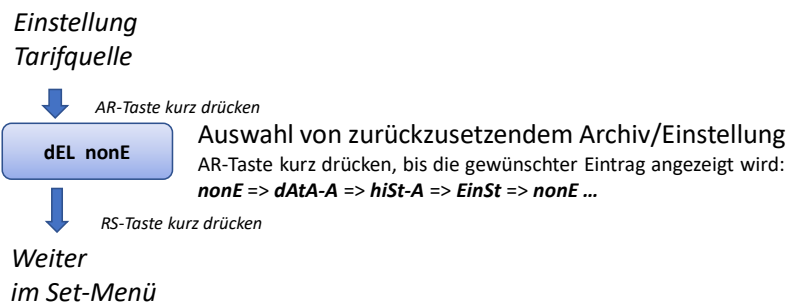 Einstellung
Tarifquelle
AR-Taste kurz drücken
dEL nonE
Auswahl von zurückzusetzendem Archiv/Einstellung
AR-Taste kurz drücken, bis die gewünschter Eintrag angezeigt wird:
nonE => dAtA-A => hiSt-A => EinSt => nonE …
RS-Taste kurz drücken
Weiter
im Set-Menü